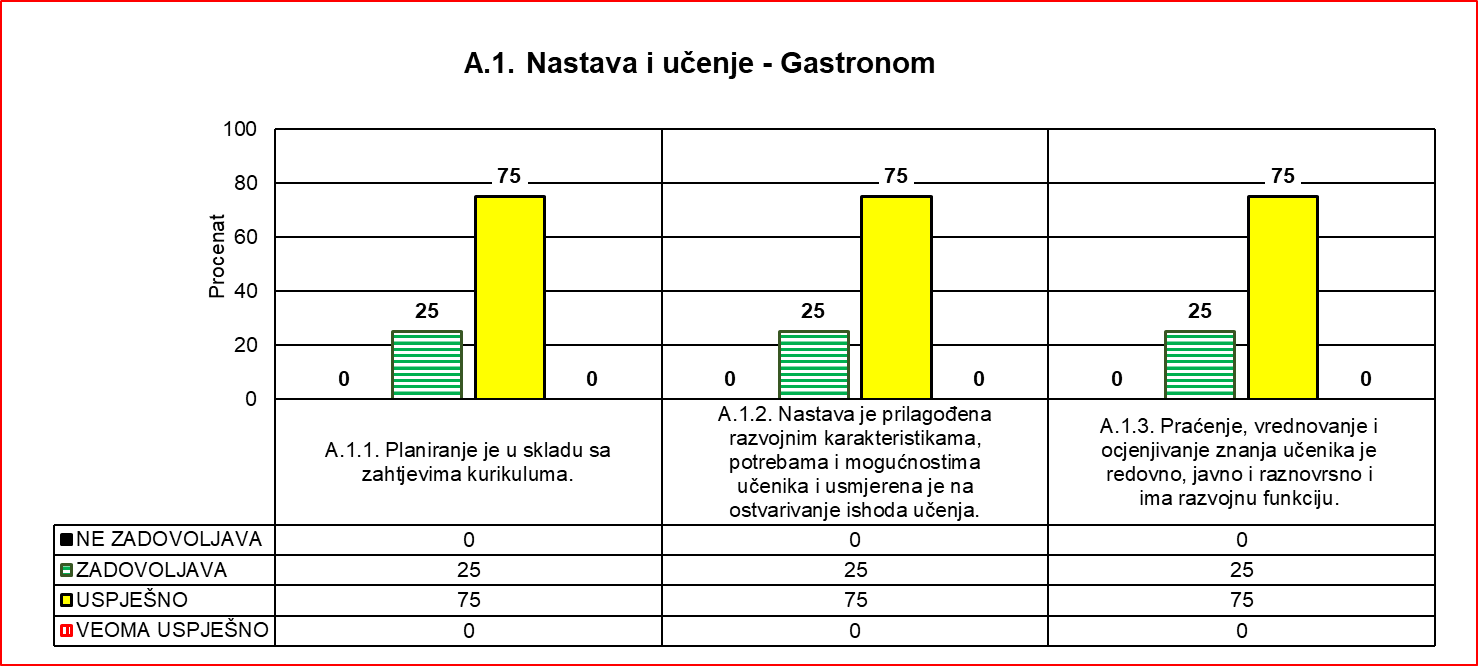 A.1. Nastava i učenje - Gastronom
Procenat
100
80
60
40
20
0
0
25
75
0
0
25
75
0
0
25
75
0
A.1.1. Planiranje je u skladu sa
zahtjevima kurikuluma.
A.1.2. Nastava je prilagođena
razvojnim karakteristikama,
potrebama i mogućnostima
učenika i usmjerena je na
ostvarivanje ishoda učenja.
A.1.3. Praćenje, vrednovanje i
ocjenjivanje znanja učenika je
redovno, javno i raznovrsno i
ima razvojnu funkciju.
NE ZADOVOLJAVA 0 0 0
ZADOVOLJAVA 25 25 25
USPJEŠNO 75 75 75
VEOMA USPJEŠNO 0 0 0